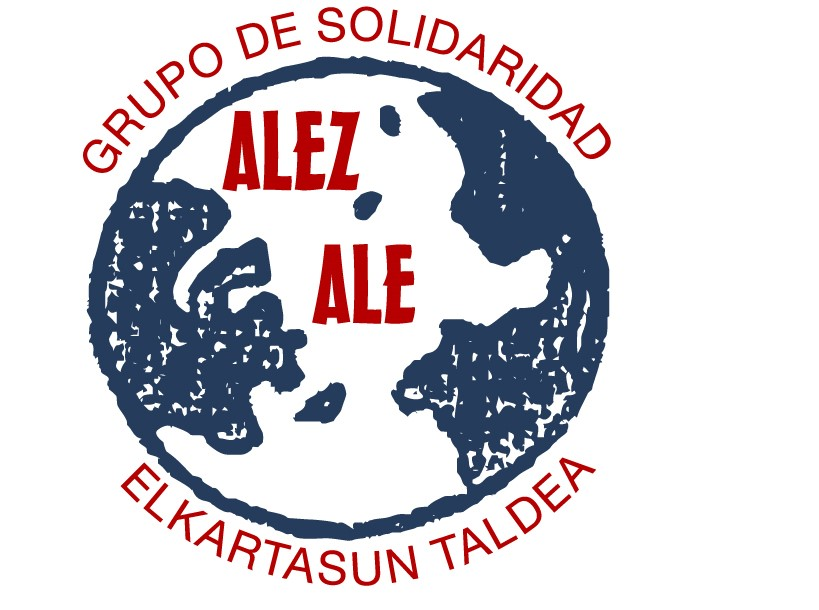 GRUPO DE SOLIDARIDAD
ALEZ
ALE
ELKARTASUN TALDEA